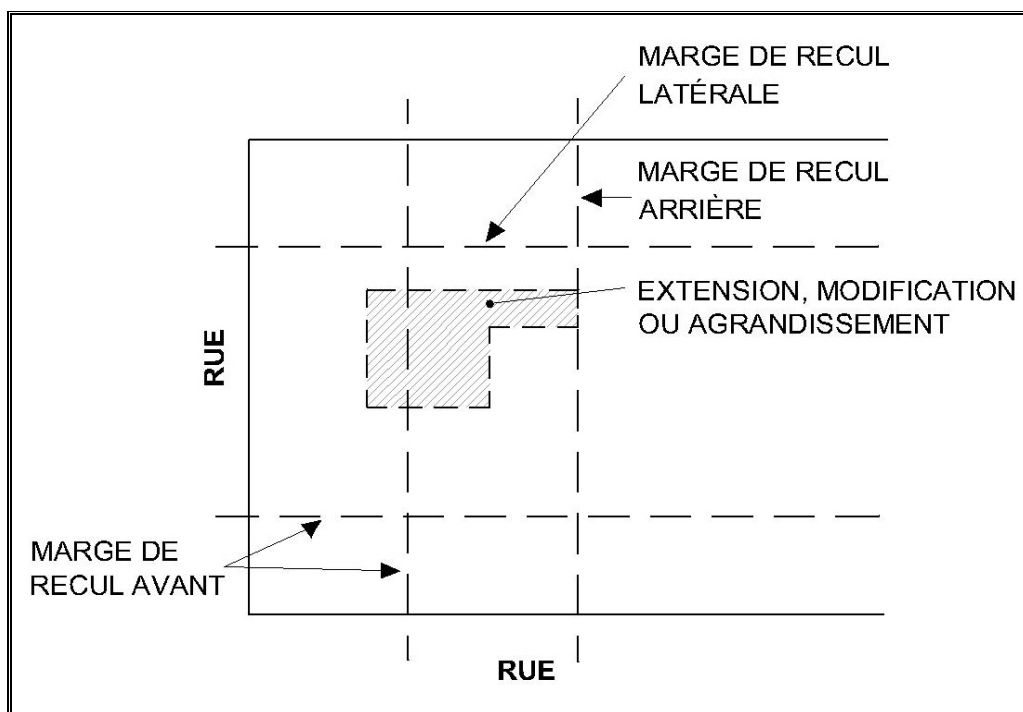 MARGE DE RECUL
LATÉRALE
MARGE DE RECUL
ARRIÈRE
EXTENSION, MODIFICATION
OU AGRANDISSEMENT
RUE
MARGE DE
RECUL AVANT
RUE